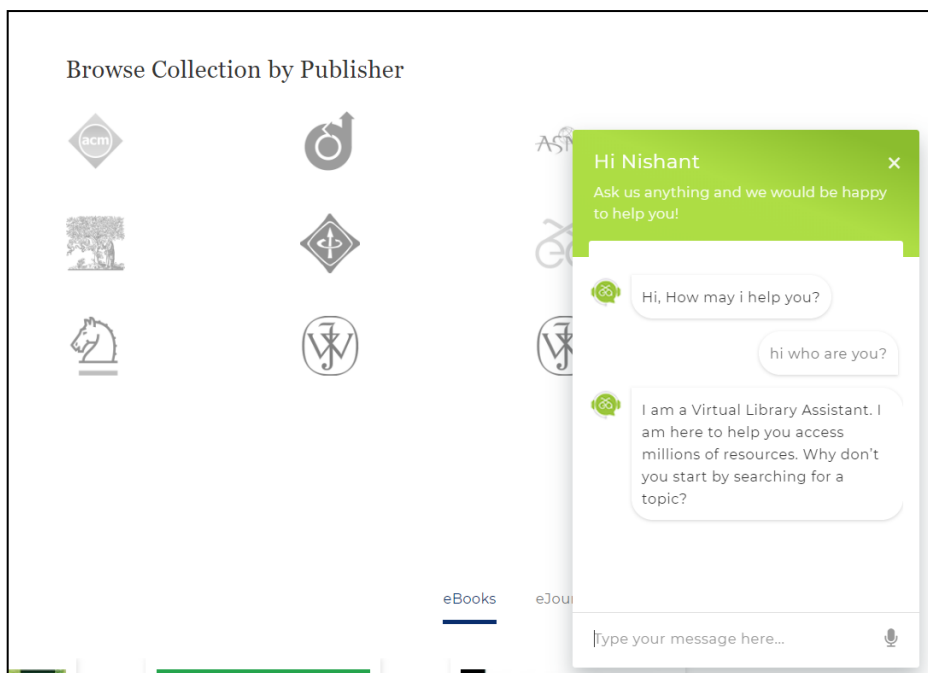 Browse Collection by Publisher
acm
Hi Nishant
Ask us anything and we would be happy
to help you!
Hi, How may i help you?
hi who are you?
I am a Virtual Library Assistant. I
am here to help you access
millions of resources. Why don’t
you start by searching for a
topic?
eBooks
eJour
Type your message here...